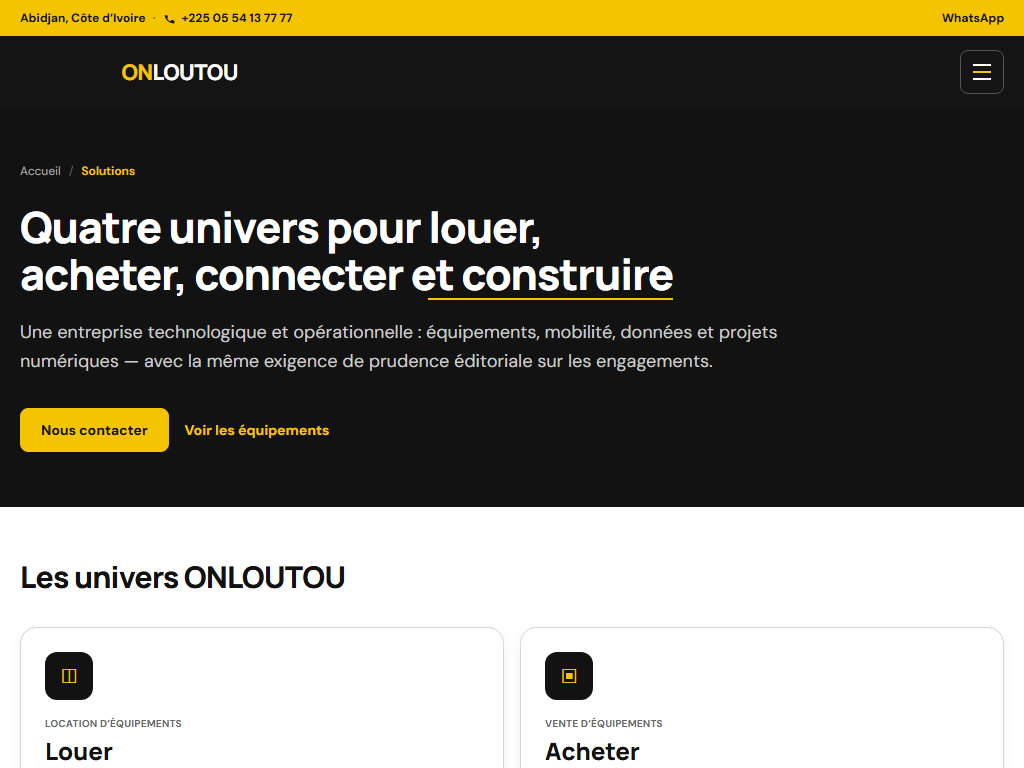 Abidjan, Côte d’Ivoire · +225 05 54 13 77 77
WhatsApp
ONLOUTOU
Accueil / Solutions
Quatre univers pour louer,
acheter, connecter et construire
Une entreprise technologique et opérationnelle : équipements, mobilité, données et projets
numériques — avec la même exigence de prudence éditoriale sur les engagements.
Nous contacter
Voir les équipements
Les univers ONLOUTOU
LOCATION D’ÉQUIPEMENTS
Louer
VENTE D’ÉQUIPEMENTS
Acheter